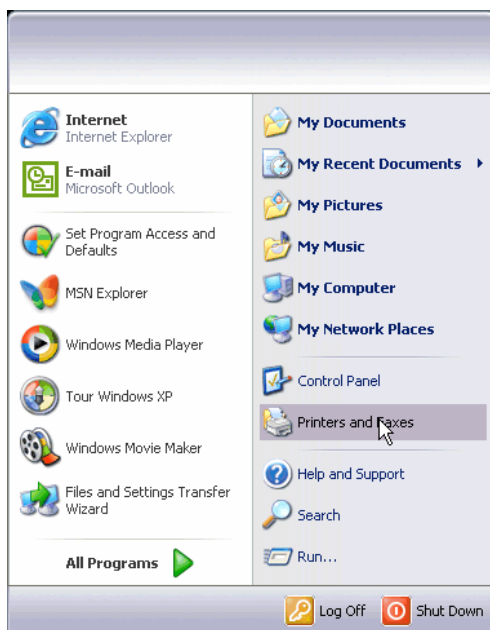 Internet
Internet Explorer
E-mail
Microsoft Outlook
Set Program Access and
Defaults
MSN Explorer
Windows Media Player
Tour Windows XP
Windows Movie Maker
Files and Settings Transfer
Wizard
All Programs
My Documents
My Recent Documents
My Pictures
My Music
My Computer
My Network Places
Control Panel
Printers and Faxes
Help and Support
Search
Run...
Log Off
Shut Down